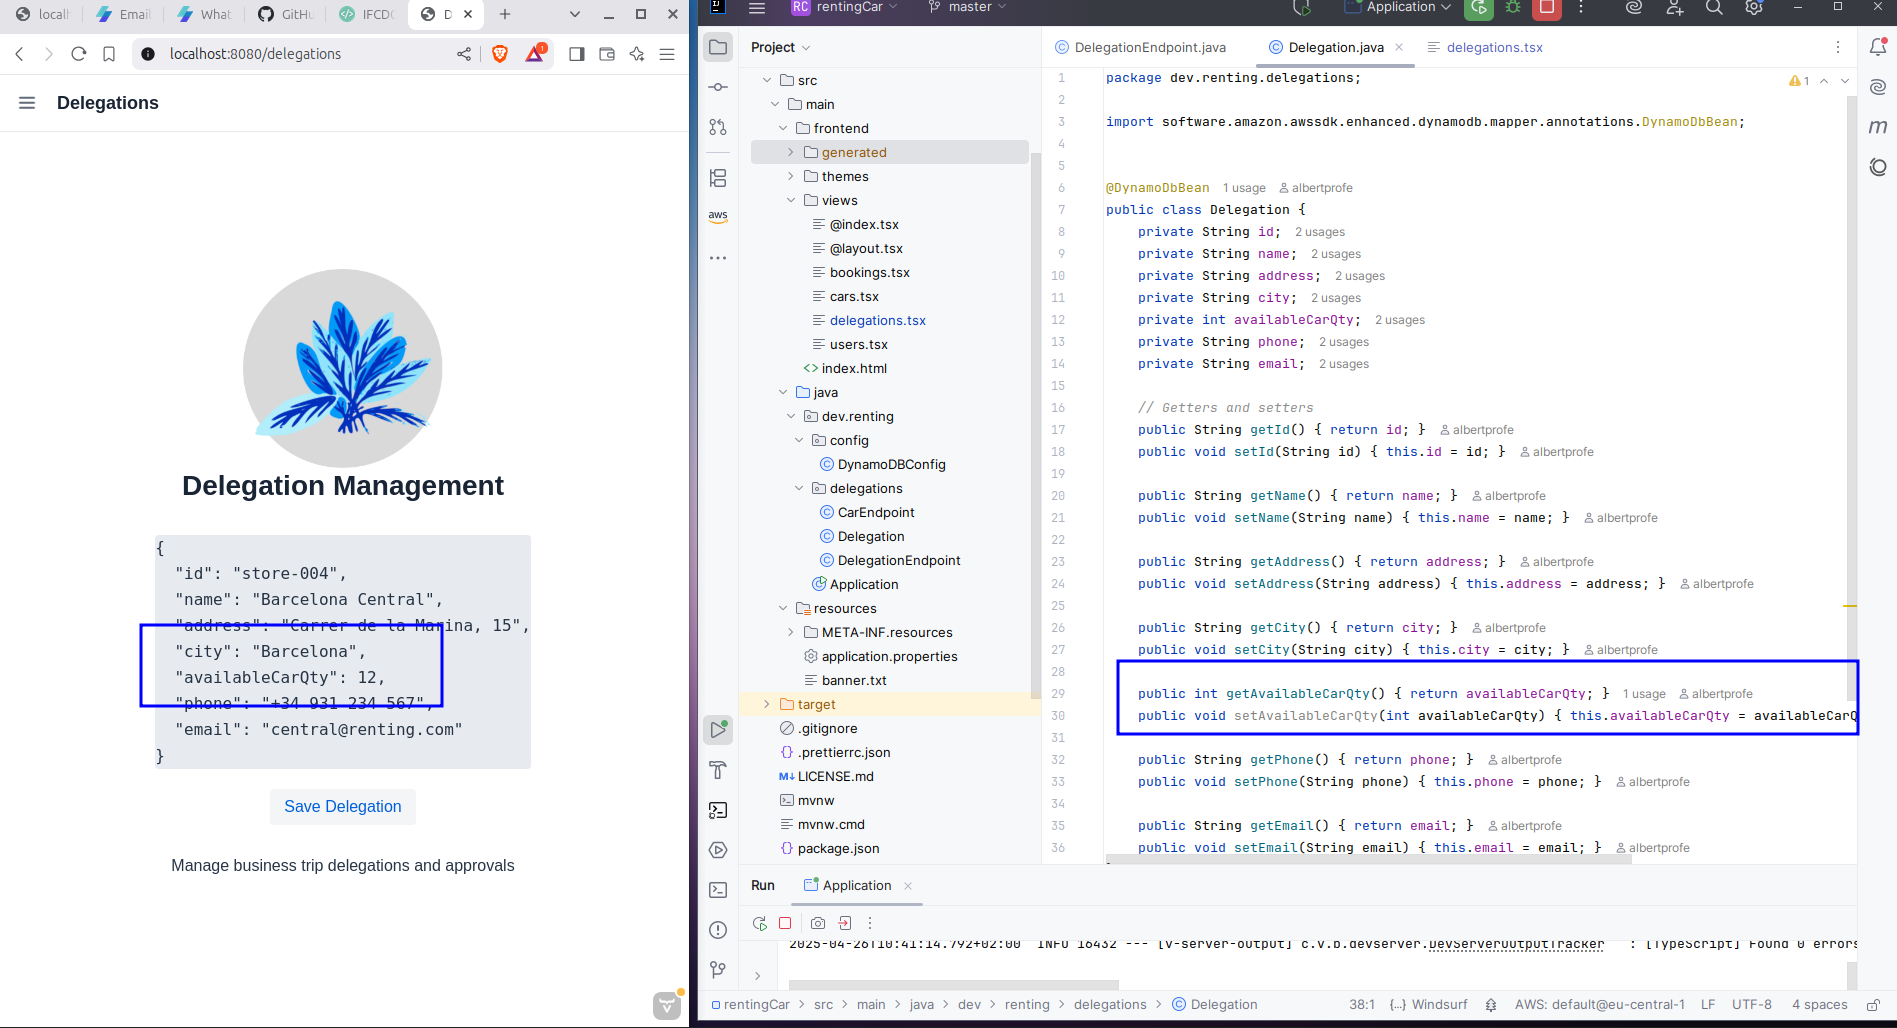 localh
Email
What
GitHu
IFCD
D
localhost:8080/delegations
1
Delegations
Delegation Management
{
"id": "store-004",
"name": "Barcelona Central",
"address": "Carrer de la Marina, 15",
"city": "Barcelona",
"availableCarQty": 12,
"phone": "+34 931 234 567",
"email": "central@renting.com"
}
Save Delegation
Manage business trip delegations and approvals
RC rentingCar
master
Application
Project
src
main
frontend
generated
themes
views
@index.tsx
@layout.tsx
bookings.tsx
cars.tsx
delegations.tsx
users.tsx
index.html
java
dev.renting
config
DynamoDBConfig
delegations
CarEndpoint
Delegation
DelegationEndpoint
Application
resources
META-INF.resources
application.properties
banner.txt
target
.gitignore
.prettierrc.json
LICENSE.md
mvnw
mvnw.cmd
package.json
aws
DelegationEndpoint.java
Delegation.java
delegations.tsx
1
1 package dev.renting.delegations;
2
3 import software.amazon.awssdk.enhanced.dynamodb.mapper.annotations.DynamoDbBean;
4
5
6 @DynamoDbBean 1 usage albertprofe
7 public class Delegation {
8 private String id; 2 usages
9 private String name; 2 usages
10 private String address; 2 usages
11 private String city; 2 usages
12 private int availableCarQty; 2 usages
13 private String phone; 2 usages
14 private String email; 2 usages
15
16 // Getters and setters
17 public String getId() { return id; } albertprofe
18 public void setId(String id) { this.id = id; } albertprofe
19
20 public String getName() { return name; } albertprofe
21 public void setName(String name) { this.name = name; } albertprofe
22
23 public String getAddress() { return address; } albertprofe
24 public void setAddress(String address) { this.address = address; } albertprofe
25
26 public String getCity() { return city; } albertprofe
27 public void setCity(String city) { this.city = city; } albertprofe
28
29 public int getAvailableCarQty() { return availableCarQty; } 1 usage albertprofe
30 public void setAvailableCarQty(int availableCarQty) { this.availableCarQty = availableCarQ
31
32 public String getPhone() { return phone; } albertprofe
33 public void setPhone(String phone) { this.phone = phone; } albertprofe
34
35 public String getEmail() { return email; } albertprofe
36 public void setEmail(String email) { this.email = email; } albertprofe
Run
Application
2025-04-26T10:41:14.792+02:00 INFO 16432 --- [v-server-output] c.v.b.devserver.DevServerOutputTracker : [TypeScript] Found 0 errors
rentingCar > src > main > java > dev > renting > delegations > Delegation
38:1
{...} Windsurf
AWS: default@eu-central-1
LF
UTF-8
4 spaces